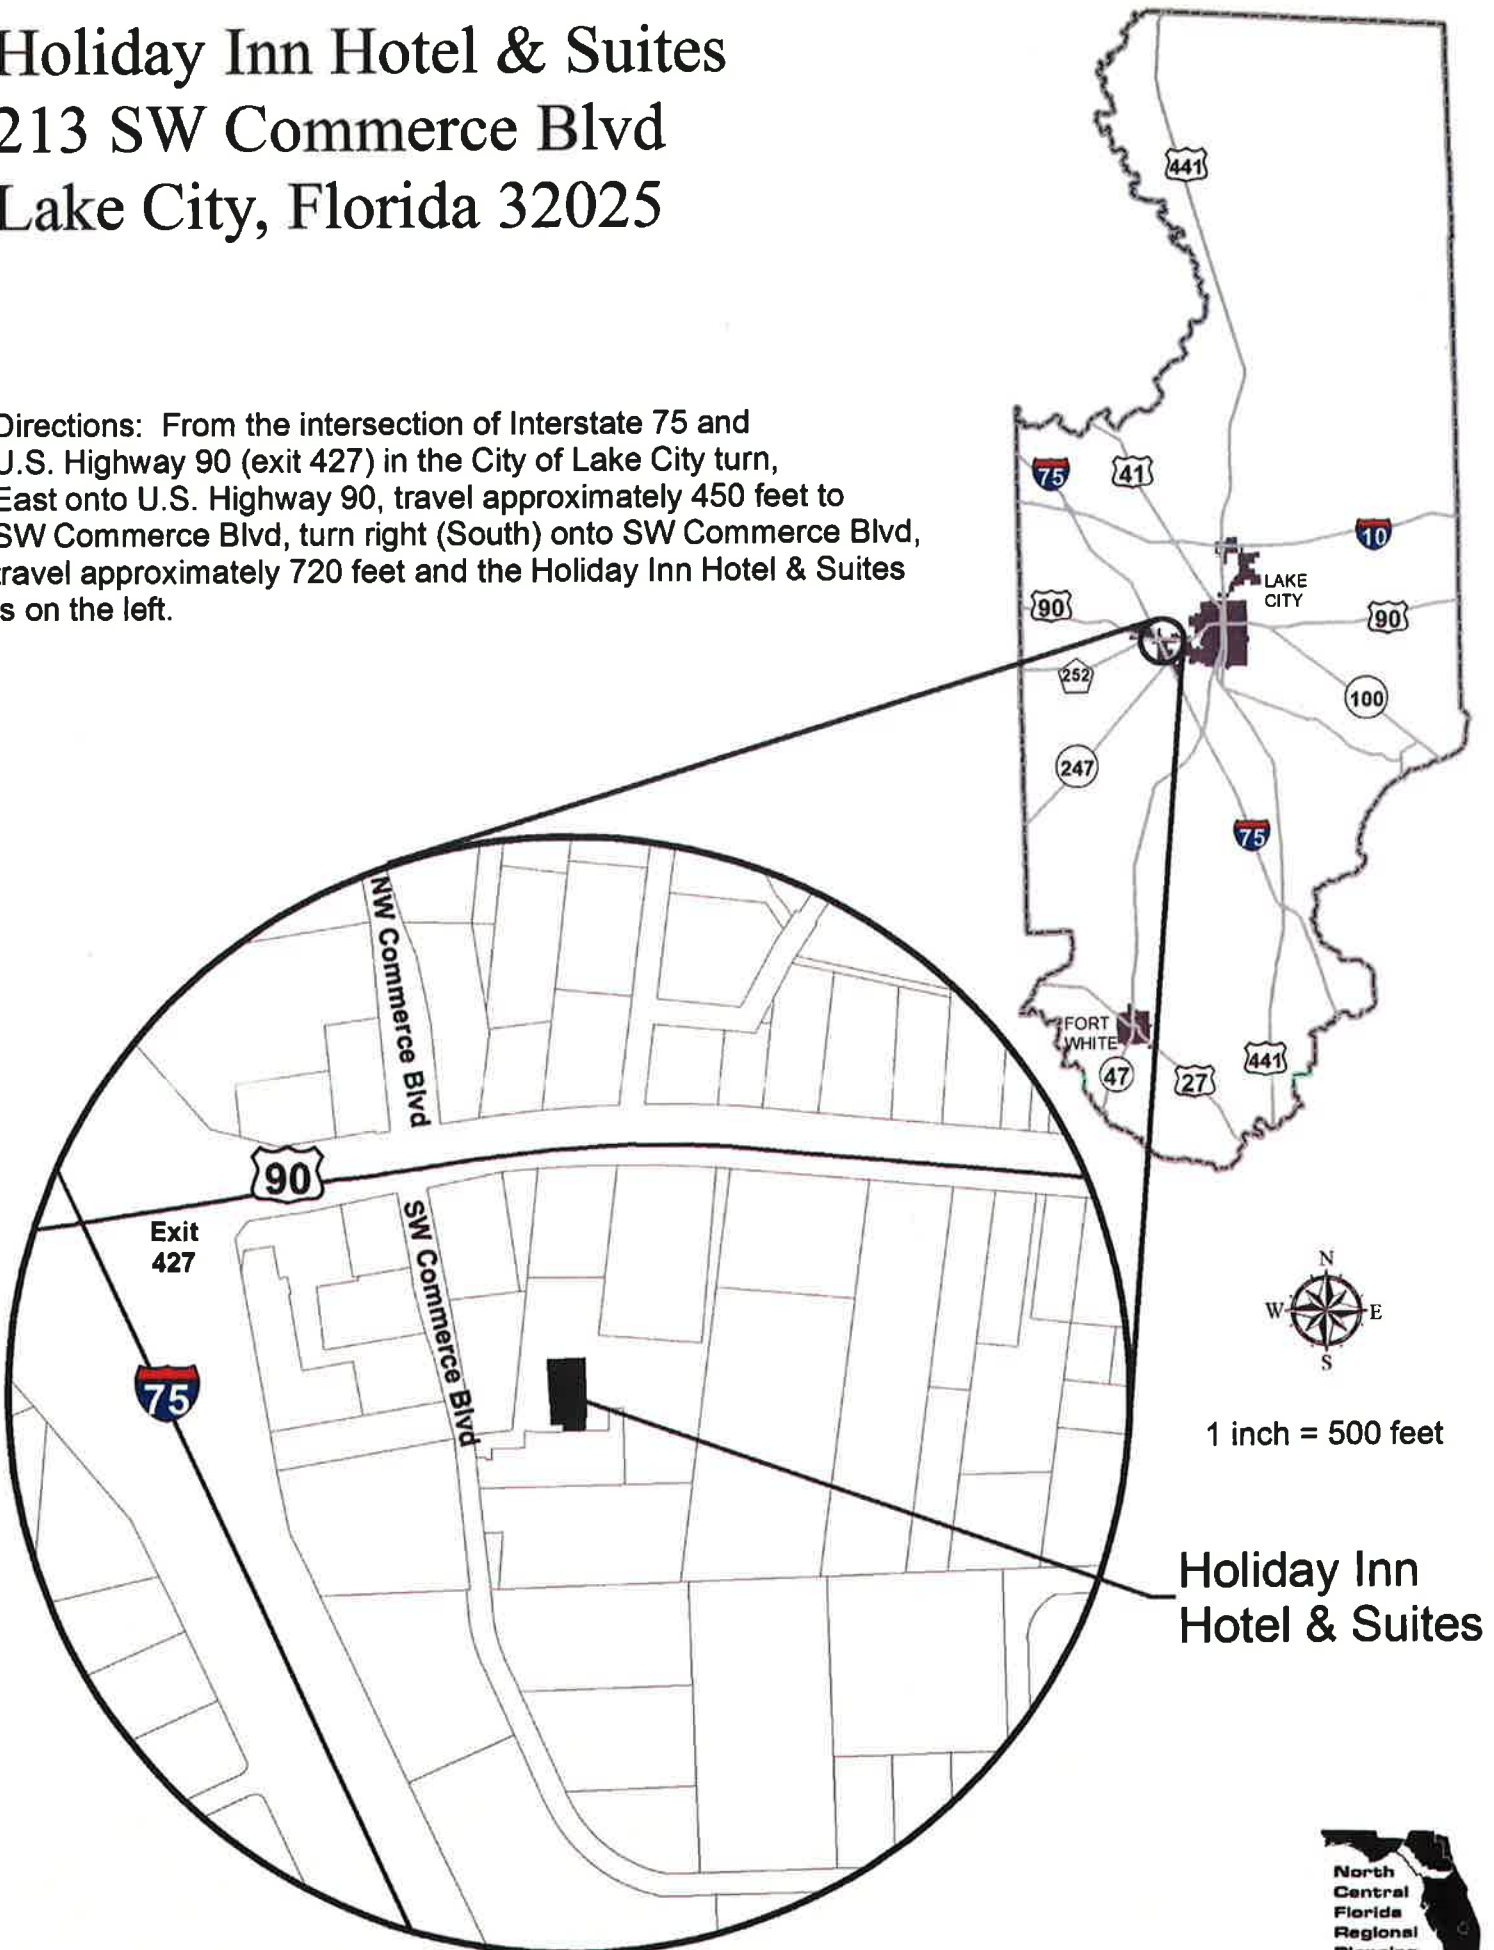 Holiday Inn Hotel & Suites
213 SW Commerce Blvd
Lake City, Florida 32025
Directions: From the intersection of Interstate 75 and
U.S. Highway 90 (exit 427) in the City of Lake City turn,
East onto U.S. Highway 90, travel approximately 450 feet to
SW Commerce Blvd, turn right (South) onto SW Commerce Blvd,
travel approximately 720 feet and the Holiday Inn Hotel & Suites
is on the left.
441
75
41
10
LAKE
CITY
90
90
252
100
247
75
FORT
WHITE
47
27
441
NW Commerce Blvd
90
Exit
427
SW Commerce Blvd
75
N
W
E
S
1 inch = 500 feet
Holiday Inn
Hotel & Suites
North
Central
Florida
Regional
Planning